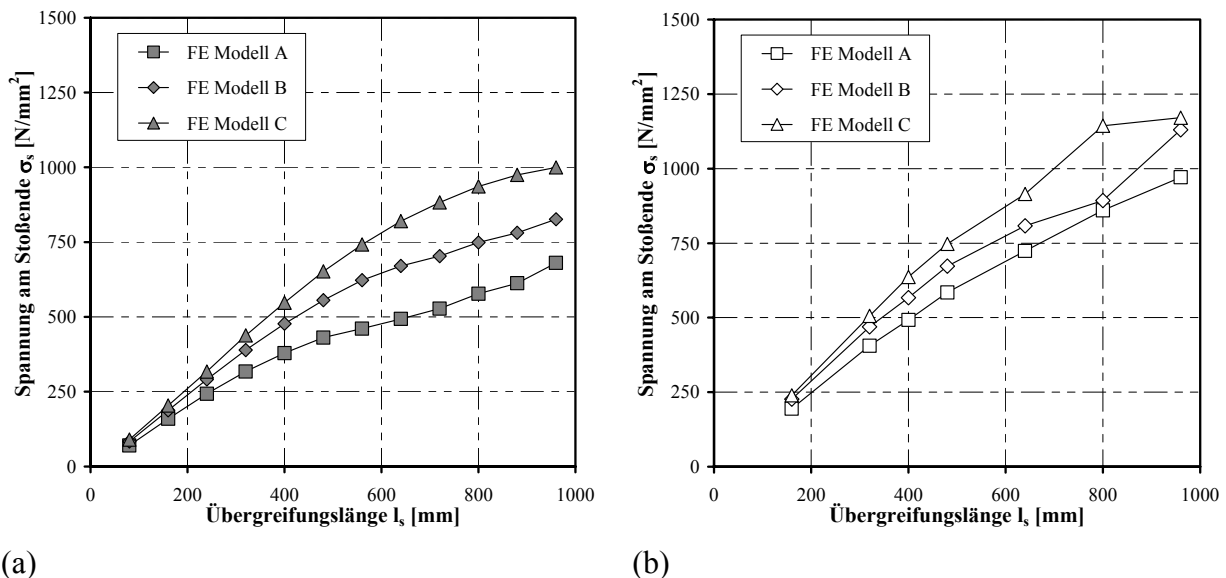 1500
1250
1000
750
500
250
0
Spannung am Stoßende σs [N/mm²]
FE Modell A
FE Modell B
FE Modell C
0 200 400 600 800 1000
Übergreifungslänge ls [mm]
(a)
1500
1250
1000
750
500
250
0
Spannung am Stoßende σs [N/mm²]
FE Modell A
FE Modell B
FE Modell C
0 200 400 600 800 1000
Übergreifungslänge ls [mm]
(b)